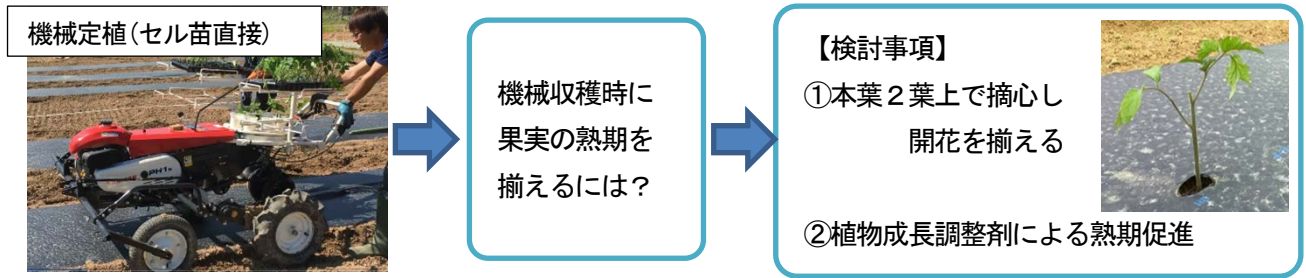 機械定植（セル苗直接）
PH1
機械収穫時に
果実の熟期を
揃えるには？
【検討事項】
①本葉２葉上で摘心し
開花を揃える
②植物成長調整剤による熟期促進